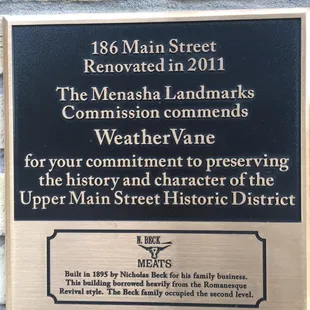 186 Main Street
Renovated in 2011
The Menasha Landmarks
Commission commends
WeatherVane
for your commitment to preserving
the history and character of the
Upper Main Street Historic District
N. BECK
MEATS
Built in 1895 by Nicholas Beck for his family business.
This building borrowed heavily from the Romanesque
Revival style. The Beck family occupied the second level.